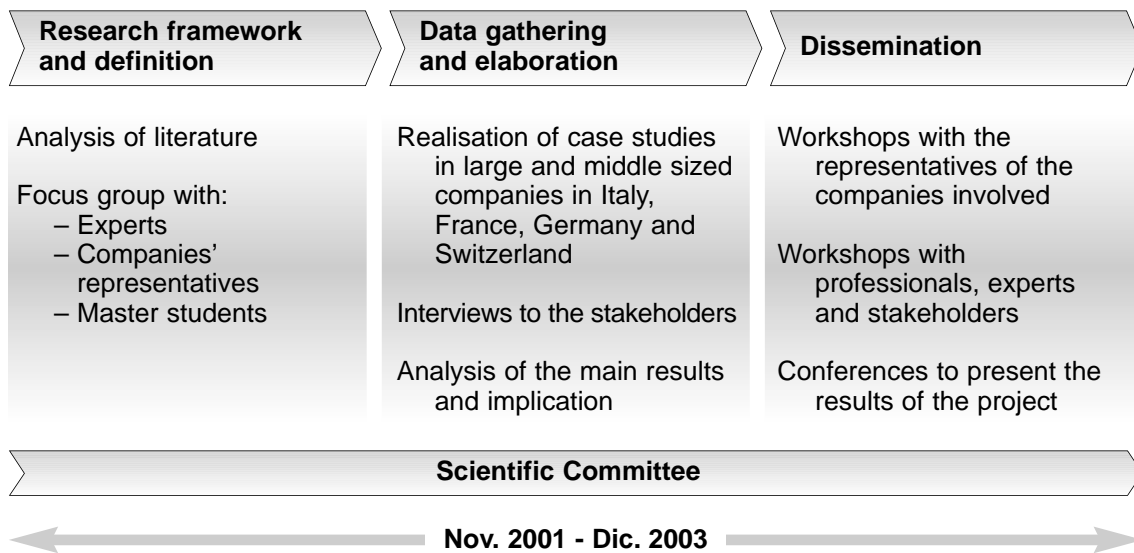 Research framework
and definition
Analysis of literature
Focus group with:
– Experts
– Companies’
representatives
– Master students
Data gathering
and elaboration
Realisation of case studies
in large and middle sized
companies in Italy,
France, Germany and
Switzerland
Interviews to the stakeholders
Analysis of the main results
and implication
Dissemination
Workshops with the
representatives of the
companies involved
Workshops with
professionals, experts
and stakeholders
Conferences to present the
results of the project
Scientific Committee
Nov. 2001 - Dic. 2003